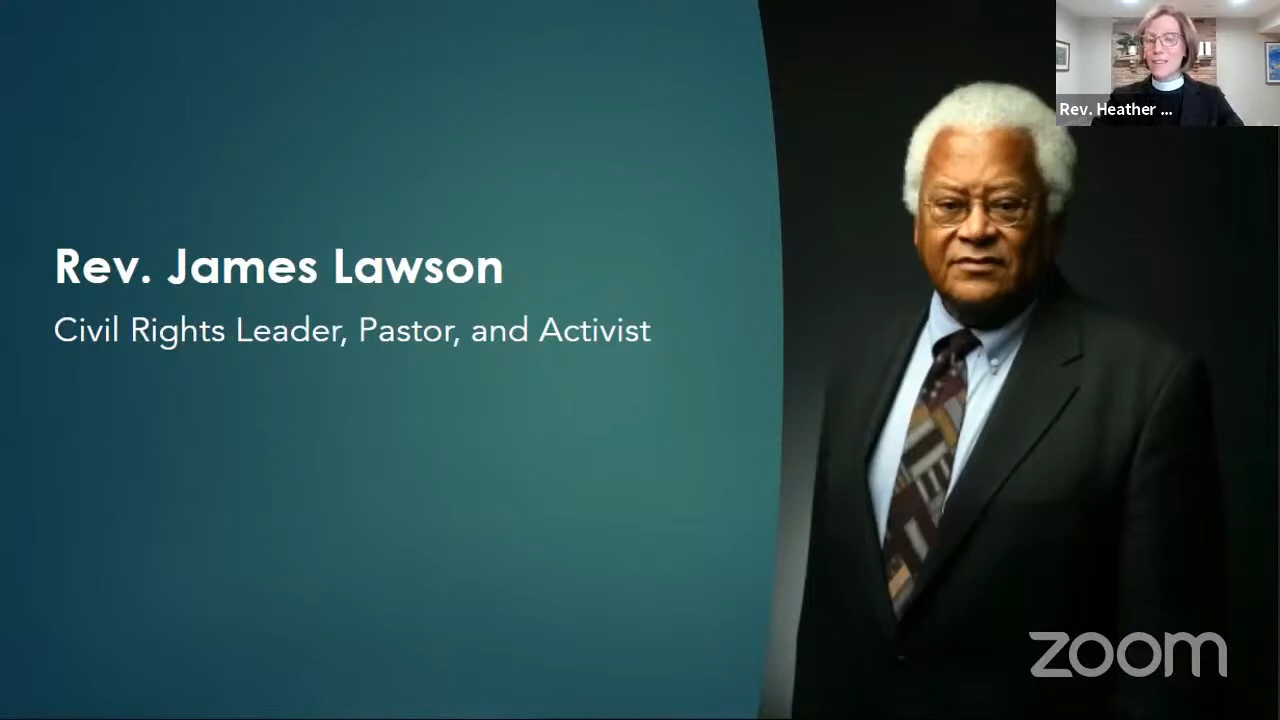 Rev. Heather ...
Rev. James Lawson
Civil Rights Leader, Pastor, and Activist
zoom